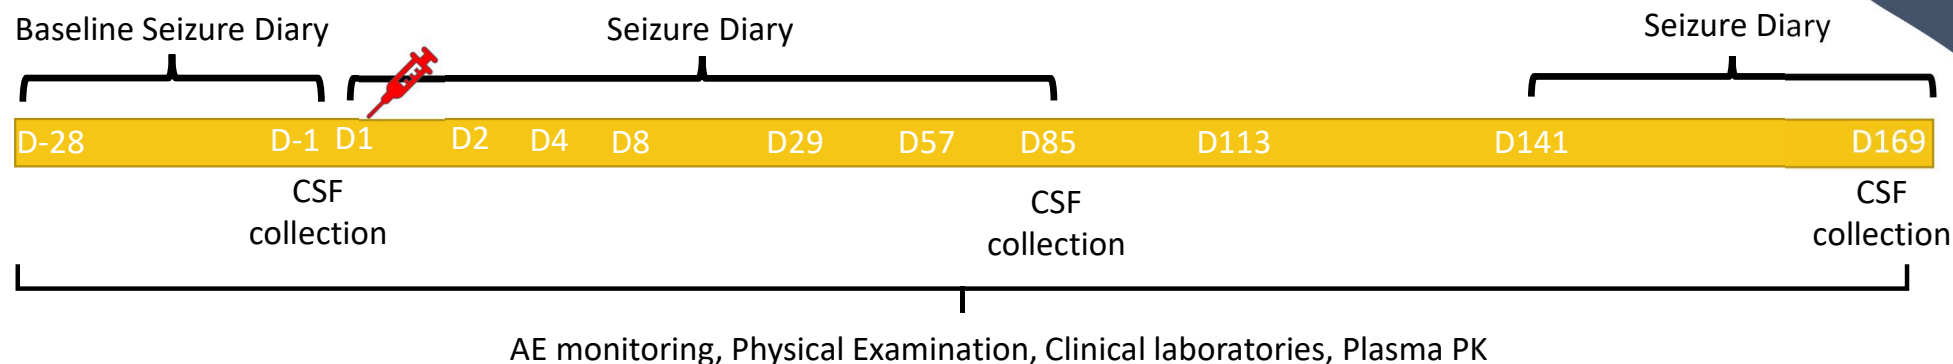 Baseline Seizure Diary
Seizure Diary
Seizure Diary
D-28 D-1 D1 D2 D4 D8 D29 D57 D85 D113 D141 D169
CSF
collection
CSF
collection
CSF
collection
AE monitoring, Physical Examination, Clinical laboratories, Plasma PK